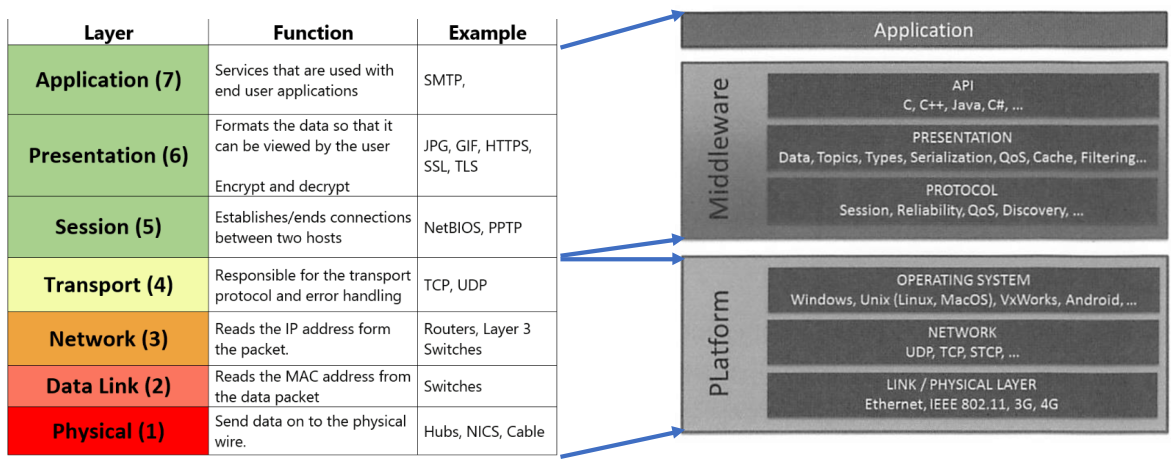 Layer Function Example
Application (7)
Services that are used with
end user applications
SMTP,
Presentation (6)
Formats the data so that it
can be viewed by the user
Encrypt and decrypt
JPG, GIF, HTTPS,
SSL, TLS
Session (5)
Establishes/ends connections
between two hosts
NetBIOS, PPTP
Transport (4)
Responsible for the transport
protocol and error handling
TCP, UDP
Network (3)
Reads the IP address form
the packet.
Routers, Layer 3
Switches
Data Link (2)
Reads the MAC address from
the data packet
Switches
Physical (1)
Send data on to the physical
wire.
Hubs, NICS, Cable
Application
Middleware
API
C, C++, Java, C#, ...
PRESENTATION
Data, Topics, Types, Serialization, QoS, Cache, Filtering...
PROTOCOL
Session, Reliability, QoS, Discovery, ...
PLatform
OPERATING SYSTEM
Windows, Unix (Linux, MacOS), VxWorks, Android, ...
NETWORK
UDP, TCP, STCP, ...
LINK / PHYSICAL LAYER
Ethernet, IEEE 802.11, 3G, 4G